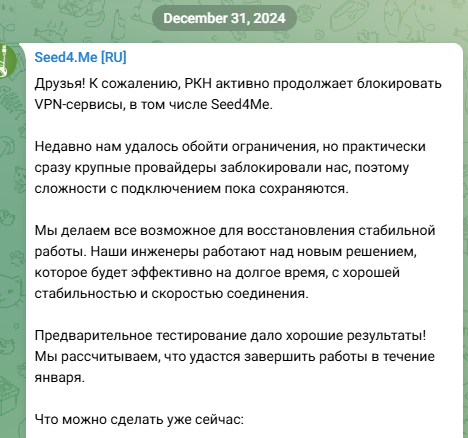 December 31, 2024
Seed4.Me [RU]
Друзья! К сожалению, РКН активно продолжает блокировать
VPN-сервисы, в том числе Seed4Me.
Недавно нам удалось обойти ограничения, но практически
сразу крупные провайдеры заблокировали нас, поэтому
сложности с подключением пока сохраняются.
Мы делаем все возможное для восстановления стабильной
работы. Наши инженеры работают над новым решением,
которое будет эффективно на долгое время, с хорошей
стабильностью и скоростью соединения.
Предварительное тестирование дало хорошие результаты!
Мы рассчитываем, что удастся завершить работы в течение
января.
Что можно сделать уже сейчас: